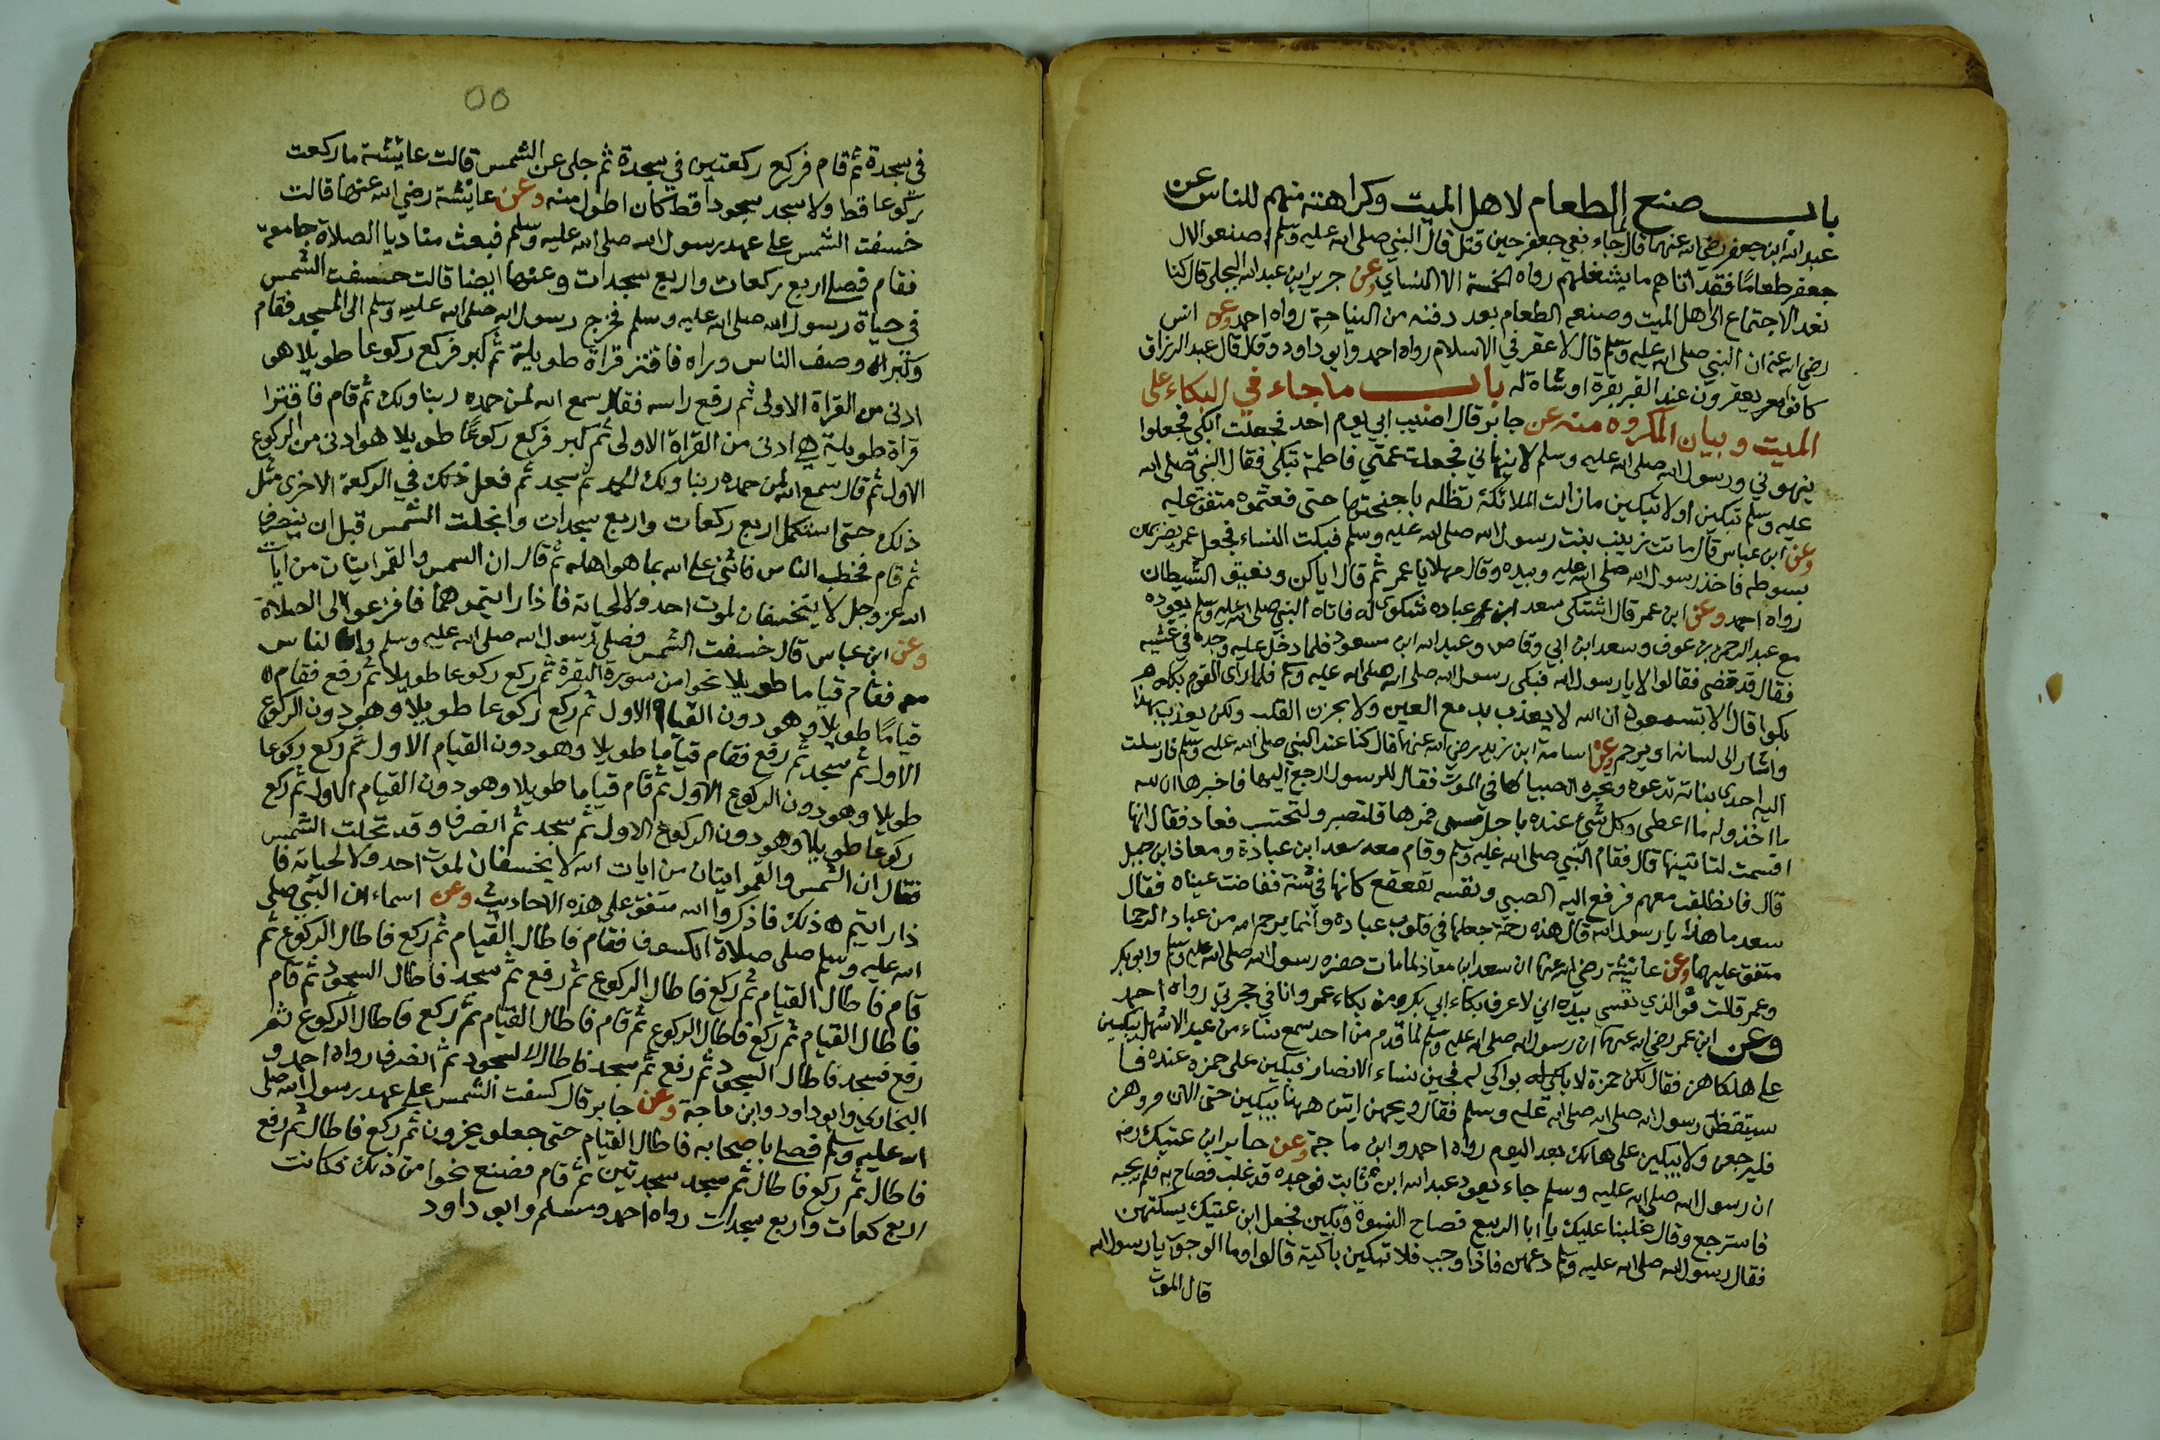 باب صنع الطعام لاهل الميت وكراهته منهم للناس عن
عبد الله ابن جعفر رضي الله عنهما قال جاء نعي جعفر حين قتل قال النبي صلى الله عليه وسلم اصنعوا لال
جعفر طعاما فقد اتاهم ما يشغلهم رواه الخمسة الا النساي وعن جرير ابن عبد الله البجلي قال كنا
نعد الاجتماع الى اهل الميت وصنعه الطعام بعد دفنه من النياحة رواه احمد وعن انس
رضي الله عنه ان النبي صلى الله عليه وسلم قال لا عقر في الاسلام رواه احمد وابو داود وقال قال عبد الرزاق
كانوا يعقرون عند القبر بقرة او شاة له باب ما جاء في البكاء على
الميت وبيان المكروه منه عن جابر قال اصيب ابي يوم احد فجعلت ابكي فجعلوا
ينهوني ورسول الله صلى الله عليه وسلم لا ينهاني فجعلت عمتي فاطمة تبكي فقال النبي صلى الله
عليه وسلم تبكين او لا تبكين مازالت الملائكة تظله باجنحتها حتى فعتموه متفق عليه
وعن ابن عباس قال ماتت زينب بنت رسول الله صلى الله عليه وسلم فبكت النساء فجعل عمر يضربهن
بسوطه فاخذ رسول الله صلى الله عليه وبيده وقال مهلا يا عمر ثم قال اياكن ونعيق الشيطان
رواه احمد وعن ابن عمر قال اشتكى سعد ابن عباده شكوى له فاتاه النبي صلى الله عليه وسلم يعوده
مع عبد الرحمن بن عوف وسعد ابن ابي وقاص وعبد الله ابن مسعود فلما دخل عليه وجده في غشيه
فقال قد قضى فقالوا لا يا رسول الله فبكى رسول الله صلى الله عليه وسلم فلما راى القوم بكاه
بكوا قال الا تسمعون ان الله لا يعذب بدمع العين ولا بحزن القلب ولكن يعذب بهذا
واشار الى لسانه او يرحم وعن اسامة ابن زيد رضي الله عنهما قال كنا عند النبي صلى الله عليه وسلم فارسلت
اليه احدى بناته تدعوه وتخبره ان صبيا لها في الموت فقال للرسول ارجع اليها فاخبرها ان لله
ما اخذ وله ما اعطى وكل شيء عنده باجل مسمى فمرها فلتصبر ولتحتسب فعاد فقال انها
اقسمت لتاتينها قال فقام النبي صلى الله عليه وسلم وقام معه سعد ابن عبادة ومعاذ ابن جبل
قال فانطلقت معهم فرفع اليه الصبي ونفسه تقعقع كانها في شنة ففاضت عيناه فقال
سعد ما هذا يا رسول الله قال هذه رحمة جعلها في قلوب عباده وانما يرحم الله من عباده الرحما
متفق عليهما وعن عائشة رضي الله عنها ان سعد ابن معاذ لما مات حضره رسول الله صلى الله عليه وسلم وابو بكر
وعمر قالت فوالذي نفسي بيده اني لاعرف بكاء ابي بكر من بكاء عمر وانا في حجرتي رواه احمد
وعن ابن عمر رضي الله عنهما ان رسول الله صلى الله عليه وسلم لما قدم من احد سمع نساء من عبد الاشهل يبكين
على هلكاهن فقال لكن حمزة لا بواكي له فجين نساء الانصار فبكين على حمزه عنده فا
ستيقظ رسول الله صلى الله عليه وسلم فقال ويحهن انتن ههنا يبكين حتى الان مروهن
فليرجعن ولا يبكين على هالك بعد اليوم رواه احمد وابن ماجة وعن جابر ابن عتيك رضه
ان رسول الله صلى الله عليه وسلم جاء يعود عبد الله ابن ثابت فوجده قد غلب فصاح به فلم يجبه
فاسترجع وقال غلبنا عليك يا ابا الربيع فصاح النسوة وبكين فجعل ابن عتيك يسكتهن
فقال رسول الله صلى الله عليه وسلم دعهن فاذا وجب فلا تبكين باكية قالوا وما الوجوب يا رسول الله
قال الموت
٥٥
في سجدة ثم قام فركع ركعتين في سجدة ثم جلى عن الشمس قالت عايشة ما ركعت
ركوعا قط ولا سجد سجودا قط كان اطول منه وعن عايشة رضي الله عنها قالت
خسفت الشمس على عهد رسول الله صلى الله عليه وسلم فبعث مناديا الصلاة جامعة
فقام فصلى اربع ركعات واربع سجدات وعنها ايضا قالت خسفت الشمس
في حياة رسول الله صلى الله عليه وسلم فخرج رسول الله صلى الله عليه وسلم الى المسجد فقام
وكبر وصف الناس وراه فاقترا قراة طويلة ثم كبر فركع ركوعا طويلا هو
ادنى من القراة الاولى ثم رفع راسه فقال سمع الله لمن حمده ربنا ولك ثم قام فاقترا
قراة طويلة هي ادنى من القراة الاولى ثم كبر فركع ركوعا طويلا هو ادنى من الركوع
الاول ثم قال سمع الله لمن حمده ربنا ولك الحمد ثم سجد ثم فعل ذلك في الركعة الاخرى مثل
ذلك حتى استكمل اربع ركعات واربع سجدات وانجلت الشمس قبل ان ينصرف
ثم قام فخطب الناس فاثنى على الله بما هو اهله ثم قال ان الشمس والقمر ايتان من ايات
الله عز وجل لا ينخسفان لموت احد ولا لحياته فاذا رايتموهما فافزعوا الى الصلاة
وعن ابن عباس قال خسفت الشمس فصلى رسول الله صلى الله عليه وسلم والناس
معه فقام قياما طويلا نحوا من سورة البقرة ثم ركع ركوعا طويلا ثم رفع فقام
قياما طويلا وهو دون القيام الاول ثم ركع ركوعا طويلا وهو دون الركوع
الاول ثم سجد ثم رفع فقام قياما طويلا وهو دون القيام الاول ثم ركع ركوعا
طويلا وهو دون الركوع الاول ثم قام قياما طويلا وهو دون القيام الاول ثم ركع
ركوعا طويلا وهو دون الركوع الاول ثم سجد ثم انصرف وقد تجلت الشمس
فقال ان الشمس والقمر ايتان من ايات الله لا يخسفان لموت احد ولا لحياته فا
ذا رايتم ذلك فاذكروا الله متفق على هذه الاحاديث وعن اسماء ان النبي صلى
الله عليه وسلم صلى صلاة الكسوف فقام فاطال القيام ثم ركع فاطال الركوع ثم
قام فاطال القيام ثم ركع فاطال الركوع ثم رفع ثم سجد فاطال السجود ثم قام
فاطال القيام ثم ركع فاطال الركوع ثم قام فاطال القيام ثم ركع فاطال الركوع ثم
رفع فسجد فاطال السجود ثم رفع ثم سجد فاطال السجود ثم انصرف رواه احمد و
البخاري وابو داود وابن ماجة وعن جابر قال كسفت الشمس على عهد رسول الله صلى
الله عليه وسلم فصلى باصحابه فاطال القيام حتى جعلو يخرون ثم ركع فاطال ثم رفع
فاطال ثم ركع فاطال ثم سجد سجدتين ثم قام فصنع نحوا من ذلك فكانت
اربع كعات واربع سجدات رواه احمد ومسلم وابو داود